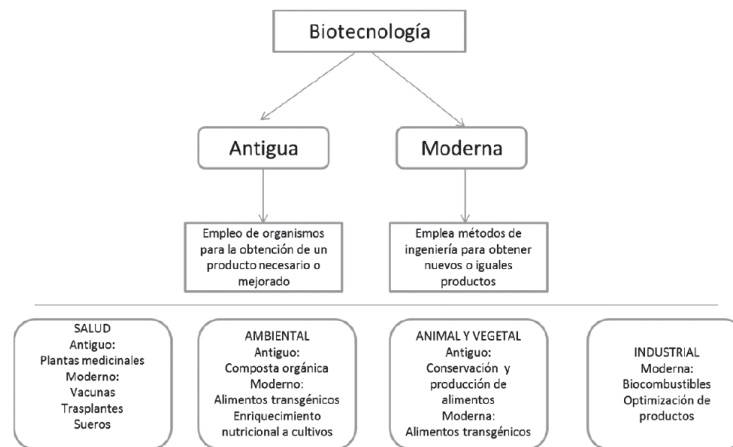 Biotecnología
Antigua
Moderna
Empleo de organismos
para la obtención de un
producto necesario o
mejorado
Emplea métodos de
ingeniería para obtener
nuevos o iguales
productos
SALUD
Antiguo:
Plantas medicinales
Moderno:
Vacunas
Trasplantes
Sueros
AMBIENTAL
Antiguo:
Composta orgánica
Moderno:
Alimentos transgénicos
Enriquecimiento
nutricional a cultivos
ANIMAL Y VEGETAL
Antiguo:
Conservación y
producción de
alimentos
Moderna:
Alimentos transgénicos
INDUSTRIAL
Moderna:
Biocombustibles
Optimización de
productos